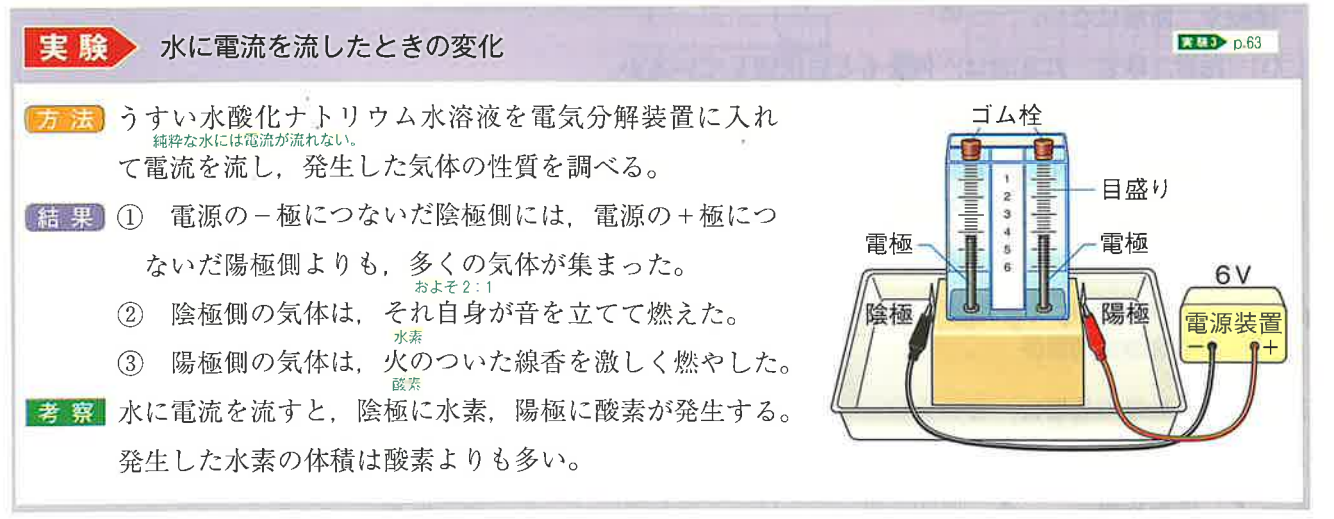 実験 水に電流を流したときの変化 実験3 p.63
方法 うすい水酸化ナトリウム水溶液を電気分解装置に入れ
純粋な水には電流が流れない。
て電流を流し，発生した気体の性質を調べる。
結果 ① 電源の－極につないだ陰極側には，電源の＋極につ
ないだ陽極側よりも，多くの気体が集まった。
およそ2：1
② 陰極側の気体は，それ自身が音を立てて燃えた。
水素
③ 陽極側の気体は，火のついた線香を激しく燃やした。
酸素
考察 水に電流を流すと，陰極に水素，陽極に酸素が発生する。
発生した水素の体積は酸素よりも多い。
ゴム栓
1
2
3
4
5
6
目盛り
電極
電極
陰極
陽極
6V
電源装置
－ ＋